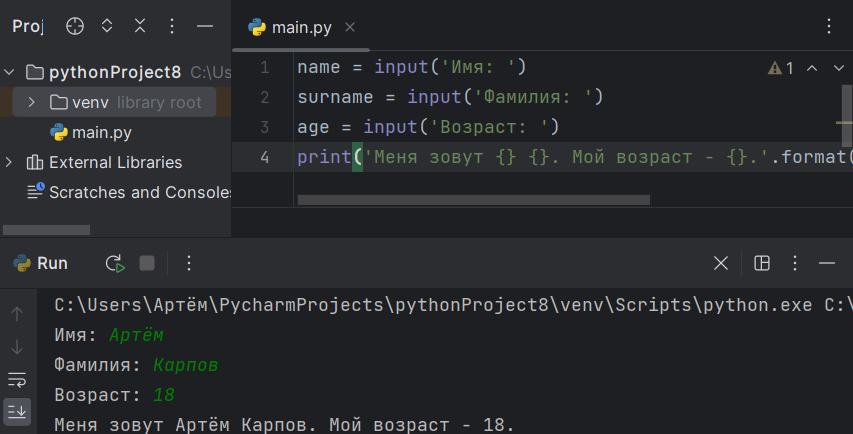 Proj
main.py
pythonProject8 C:\Us
venv library root
main.py
External Libraries
Scratches and Consoles
1 name = input('Имя: ')
1
2 surname = input('Фамилия: ')
3 age = input('Возраст: ')
4 print('Меня зовут {} {}. Мой возраст - {}.'.format(
Run
C:\Users\Артём\PycharmProjects\pythonProject8\venv\Scripts\python.exe C:\
Имя: Артём
Фамилия: Карпов
Возраст: 18
Меня зовут Артём Карпов. Мой возраст - 18.